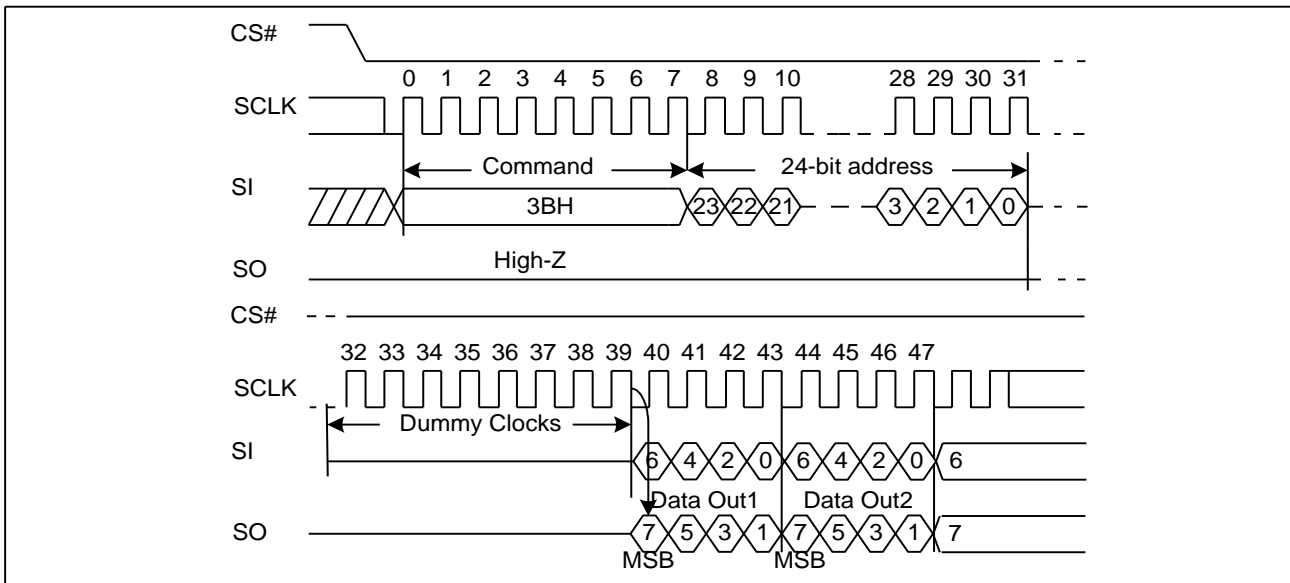 CS#
0 1 2 3 4 5 6 7 8 9 10 28 29 30 31
SCLK
Command 24-bit address
SI
3BH 23 22 21 3 2 1 0
High-Z
SO
CS#
32 33 34 35 36 37 38 39 40 41 42 43 44 45 46 47
SCLK
Dummy Clocks
SI
6 4 2 0 6 4 2 0 6
Data Out1 Data Out2
SO
7 5 3 1 7 5 3 1 7
MSB MSB